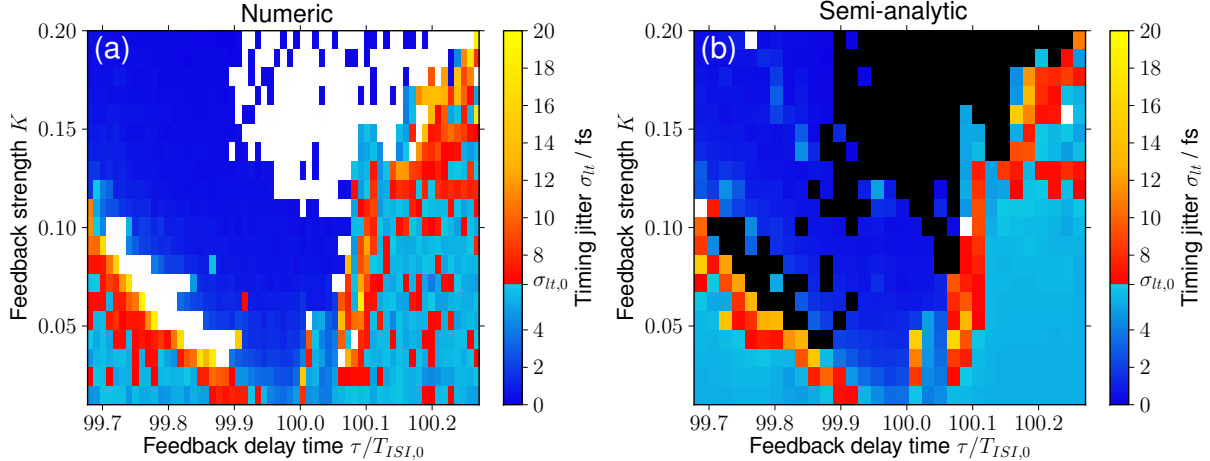 Numeric
(a)
Feedback strength K
0.20
0.15
0.10
0.05
99.7 99.8 99.9 100.0 100.1 100.2
Feedback delay time τ/T_{ISI,0}
20
18
16
14
12
10
8
σ_{lt,0}
4
2
0
Timing jitter σ_{lt} / fs
Semi-analytic
(b)
Feedback strength K
0.20
0.15
0.10
0.05
99.7 99.8 99.9 100.0 100.1 100.2
Feedback delay time τ/T_{ISI,0}
20
18
16
14
12
10
8
σ_{lt,0}
4
2
0
Timing jitter σ_{lt} / fs